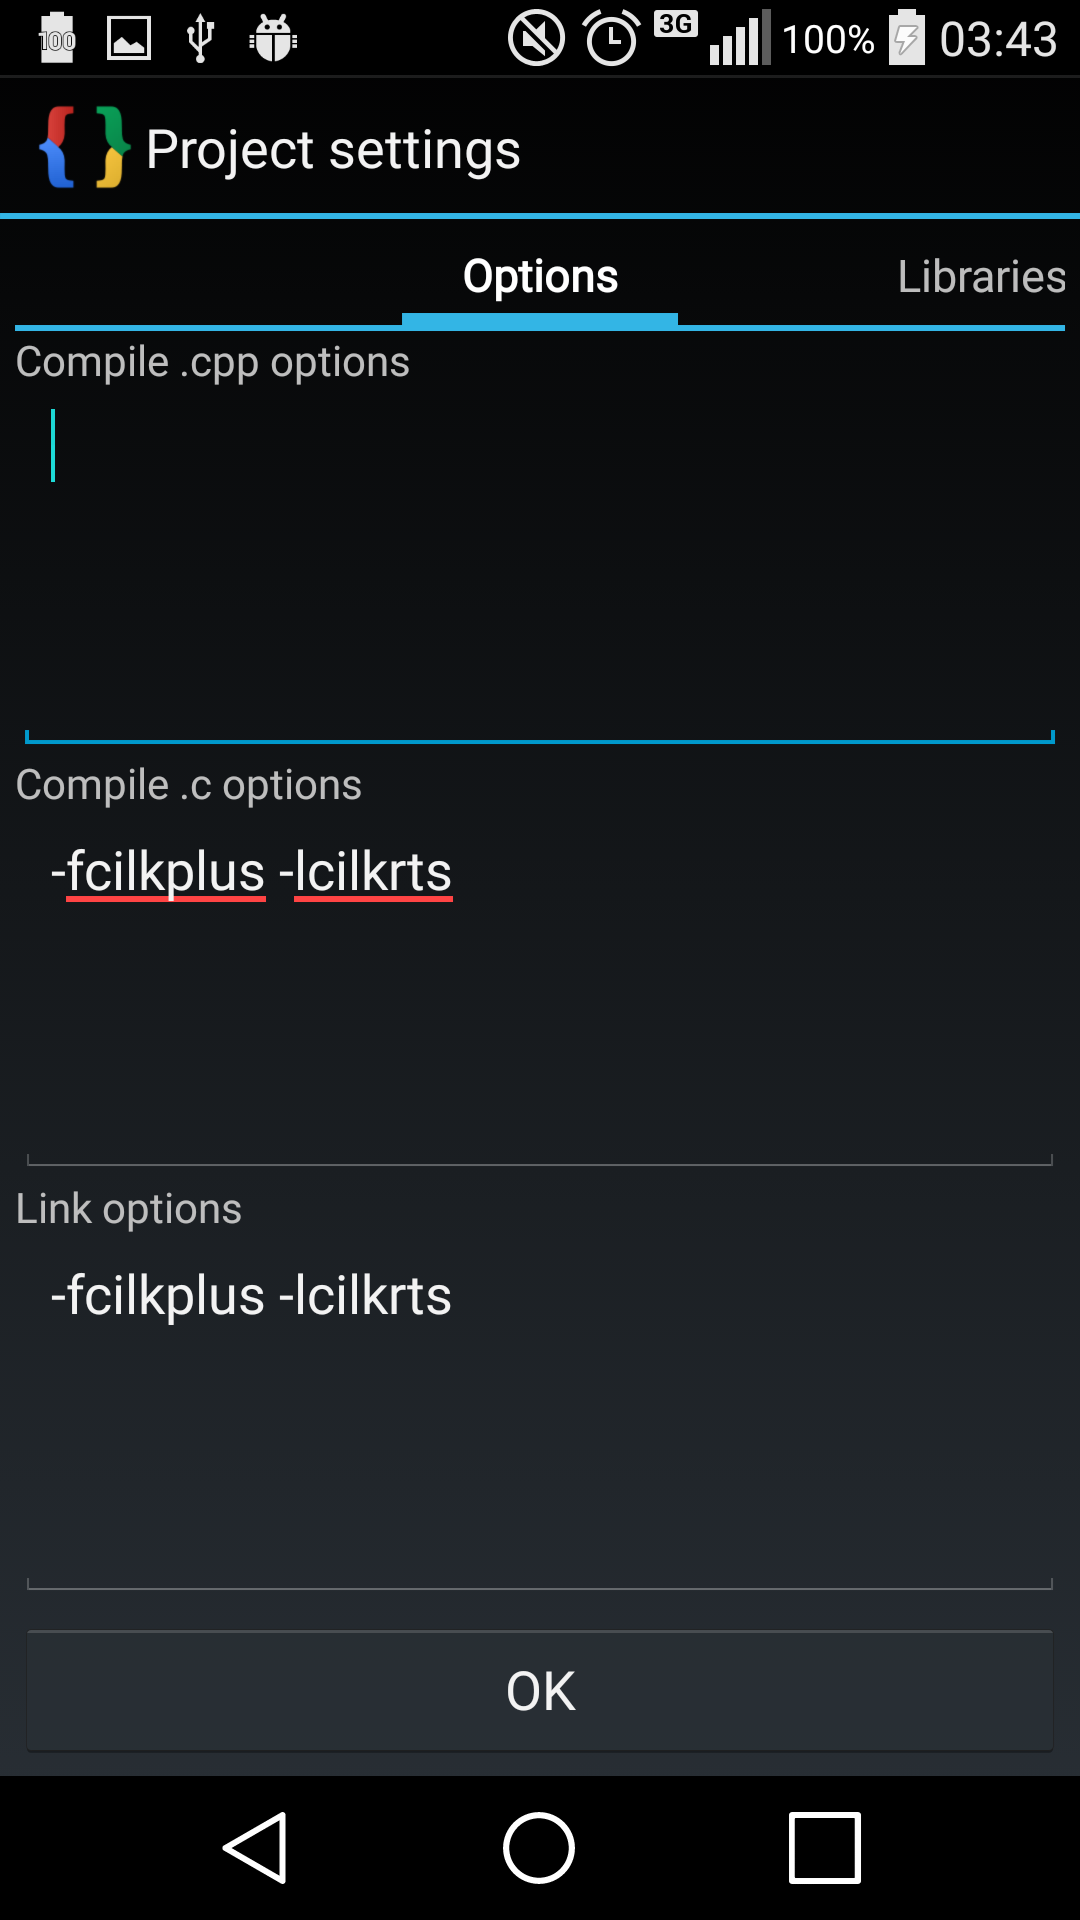 100 3G 100% 03:43
Project settings
Options Libraries
Compile .cpp options
Compile .c options
-fcilkplus -lcilkrts
Link options
-fcilkplus -lcilkrts
OK